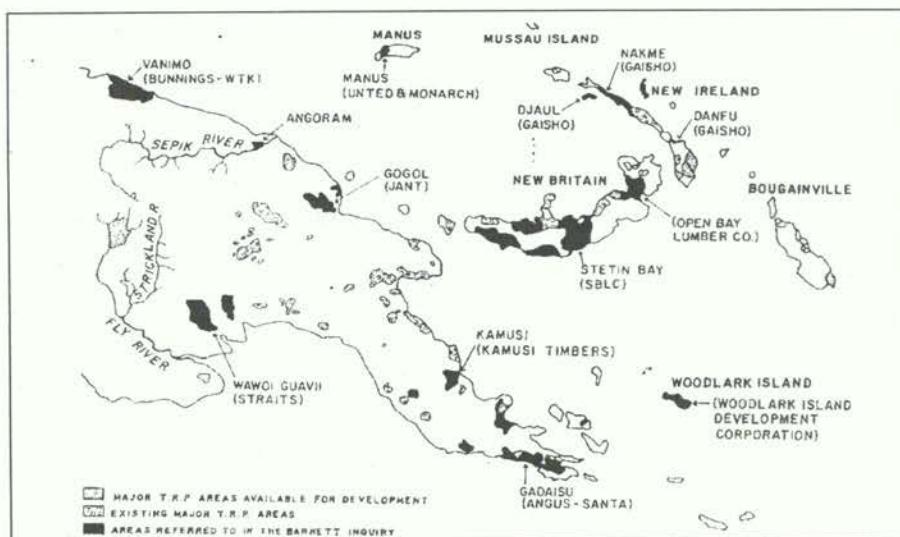 MANUS
MUSSAU ISLAND
VANIMO
(BUNNINGS-WTK)
NAKME
(GAISHO)
MANUS
(UNTED & MONARCH)
NEW IRELAND
DJAUL
(GAISHO)
DANFU
(GAISHO)
ANGORAM
SEPIK RIVER
GOGOL
(JANT)
NEW BRITAIN
BOUGAINVILLE
(OPEN BAY
LUMBER CO.)
STRICKLAND R
STETIN BAY
(SBLC)
FLY RIVER
KAMUSI
(KAMUSI TIMBERS)
WAWOI GUAVII
(STRAITS)
WOODLARK ISLAND
(WOODLARK ISLAND
DEVELOPMENT
CORPORATION)
GADAISU
(ANGUS-SANTA)
MAJOR T.R.P AREAS AVAILABLE FOR DEVELOPMENT
EXISTING MAJOR T.R.P AREAS
AREAS REFERRED TO IN THE BARNETT INQUIRY